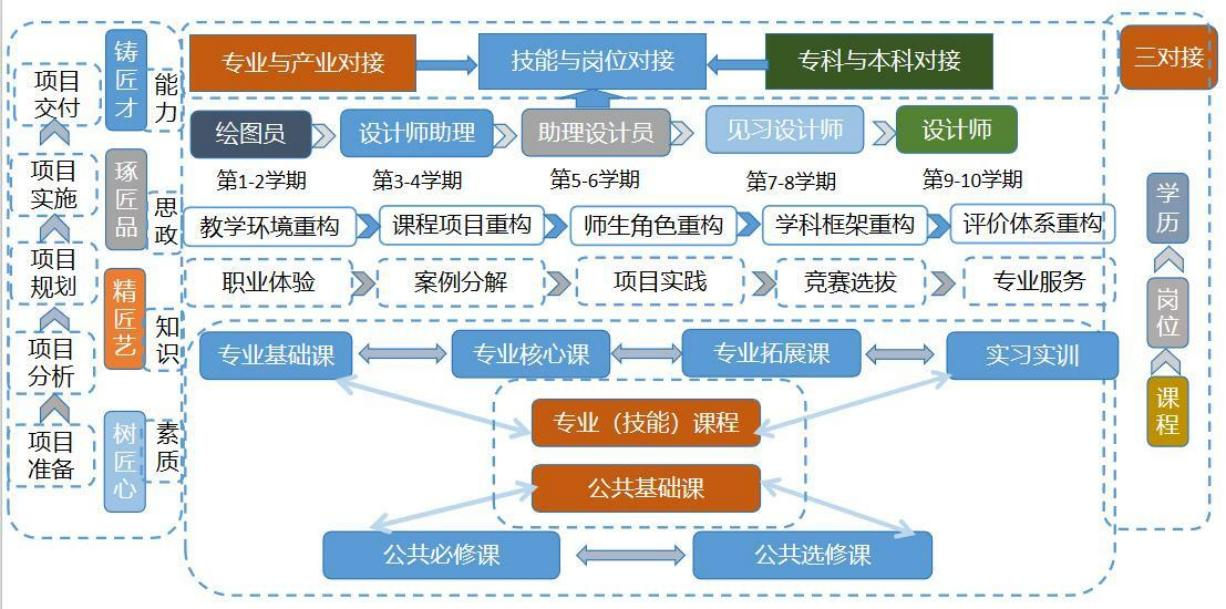 专业与产业对接
技能与岗位对接
专科与本科对接
三对接
项目
交付
铸匠才
能力
绘图员
设计师助理
助理设计员
见习设计师
设计师
第1-2学期
第3-4学期
第5-6学期
第7-8学期
第9-10学期
项目
实施
琢匠品
思政
教学环境重构
课程项目重构
师生角色重构
学科框架重构
评价体系重构
学历
项目
规划
职业体验
案例分解
项目实践
竞赛选拔
专业服务
精匠艺
知识
岗位
项目
分析
专业基础课
专业核心课
专业拓展课
实习实训
课程
项目
准备
树匠心
素质
专业（技能）课程
公共基础课
公共必修课
公共选修课